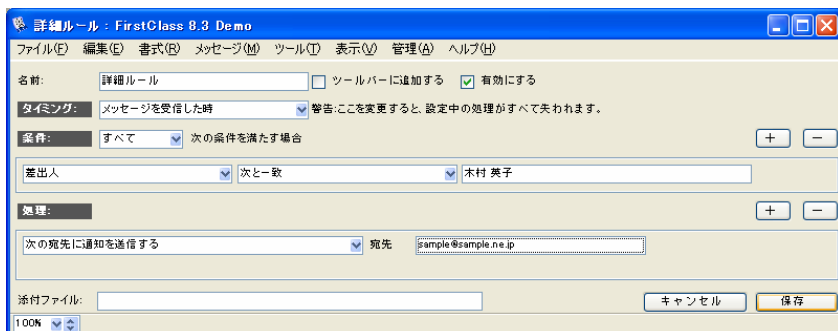 詳細ルール : FirstClass 8.3 Demo
ファイル(F) 編集(E) 書式(R) メッセージ(M) ツール(T) 表示(V) 管理(A) ヘルプ(H)
名前: 詳細ルール ツールバーに追加する 有効にする
タイミング: メッセージを受信した時 警告:ここを変更すると、設定中の処理がすべて失われます。
条件: すべて 次の条件を満たす場合 + -
差出人 次と一致 木村 英子
処理: + -
次の宛先に通知を送信する 宛先 sample@sample.ne.jp
添付ファイル: キャンセル 保存
100%